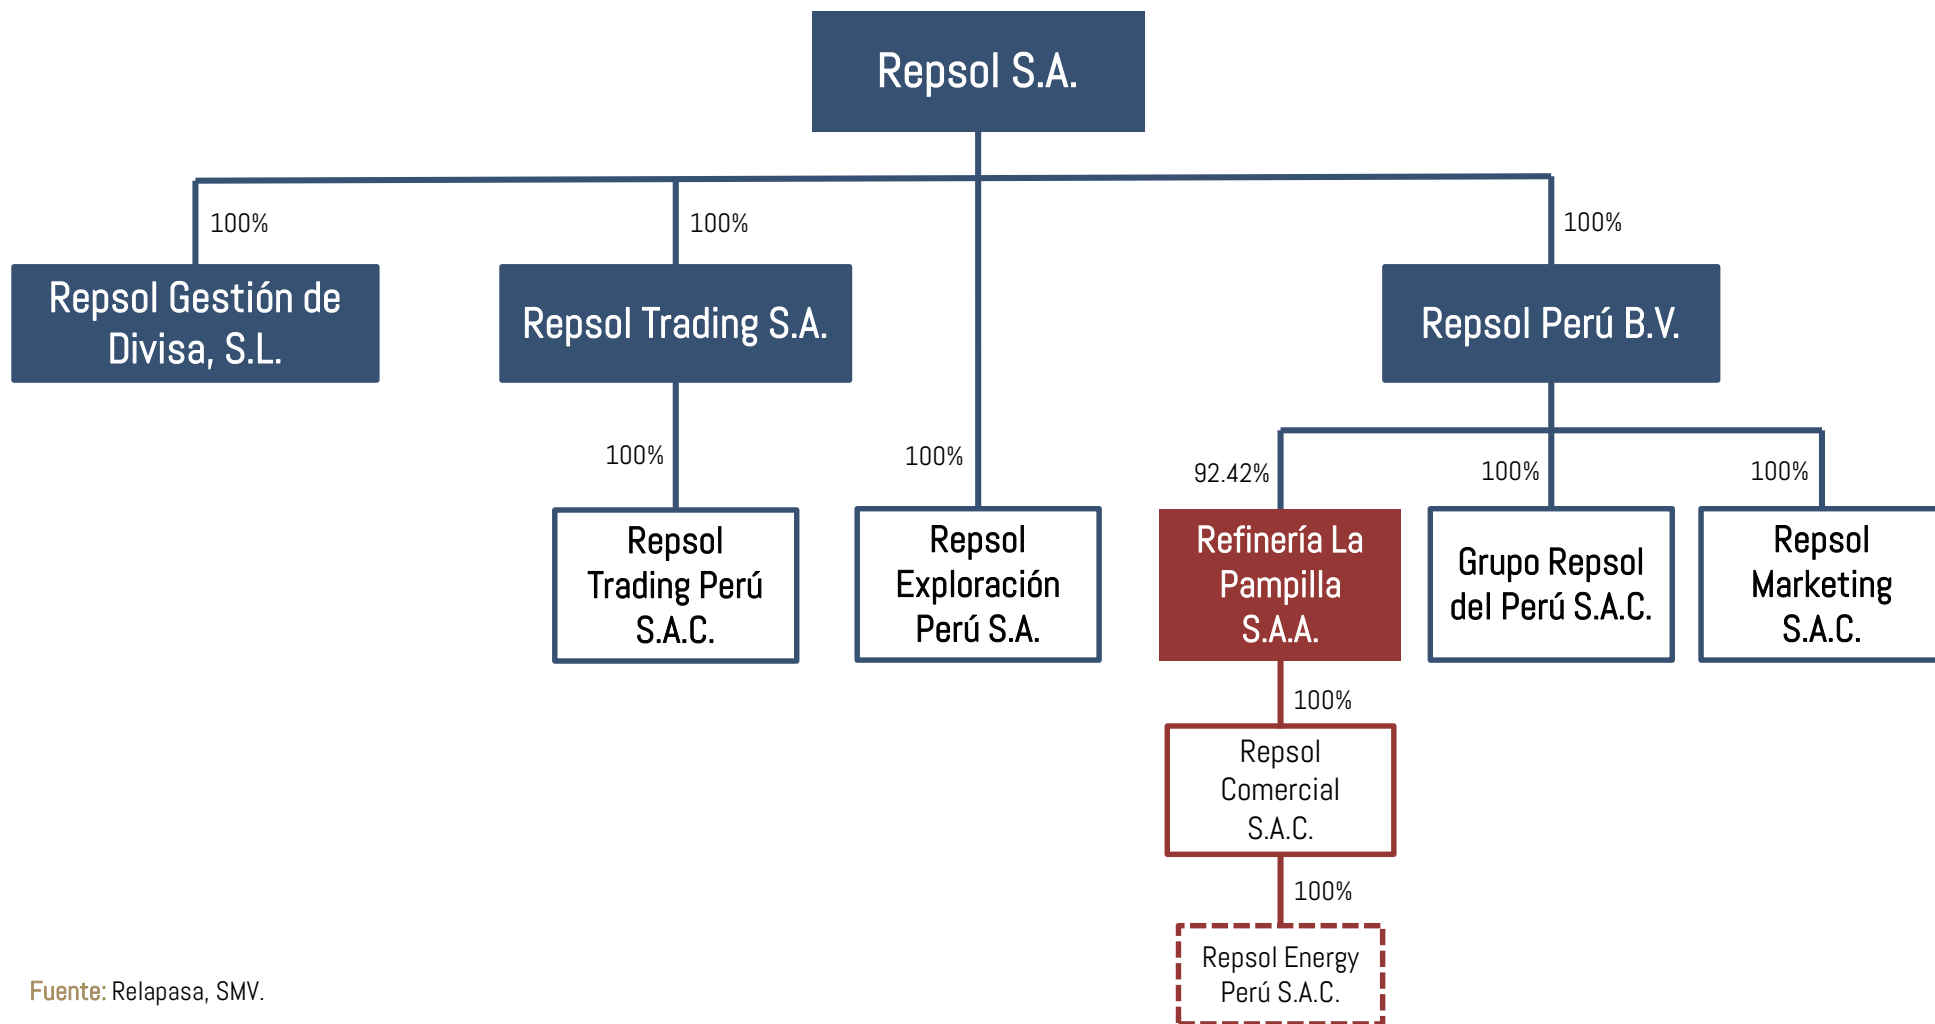 Repsol S.A.
100%
100%
100%
Repsol Gestión de
Divisa, S.L.
Repsol Trading S.A.
Repsol Perú B.V.
100%
100%
92.42%
100%
100%
Repsol
Trading Perú
S.A.C.
Repsol
Exploración
Perú S.A.
Refinería La
Pampilla
S.A.A.
Grupo Repsol
del Perú S.A.C.
Repsol
Marketing
S.A.C.
100%
Repsol
Comercial
S.A.C.
100%
Repsol Energy
Perú S.A.C.
Fuente: Relapasa, SMV.